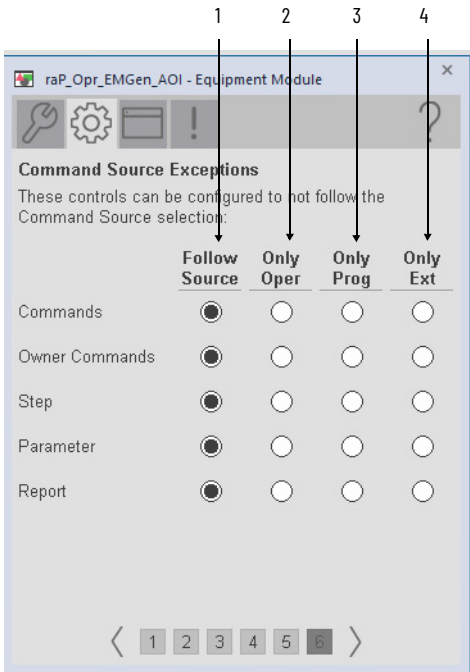 1 2 3 4
raP_Opr_EMGen_AOI - Equipment Module
Command Source Exceptions
These controls can be configured to not follow the
Command Source selection:
Follow Only Only Only
Source Oper Prog Ext
Commands
Owner Commands
Step
Parameter
Report
1 2 3 4 5 6